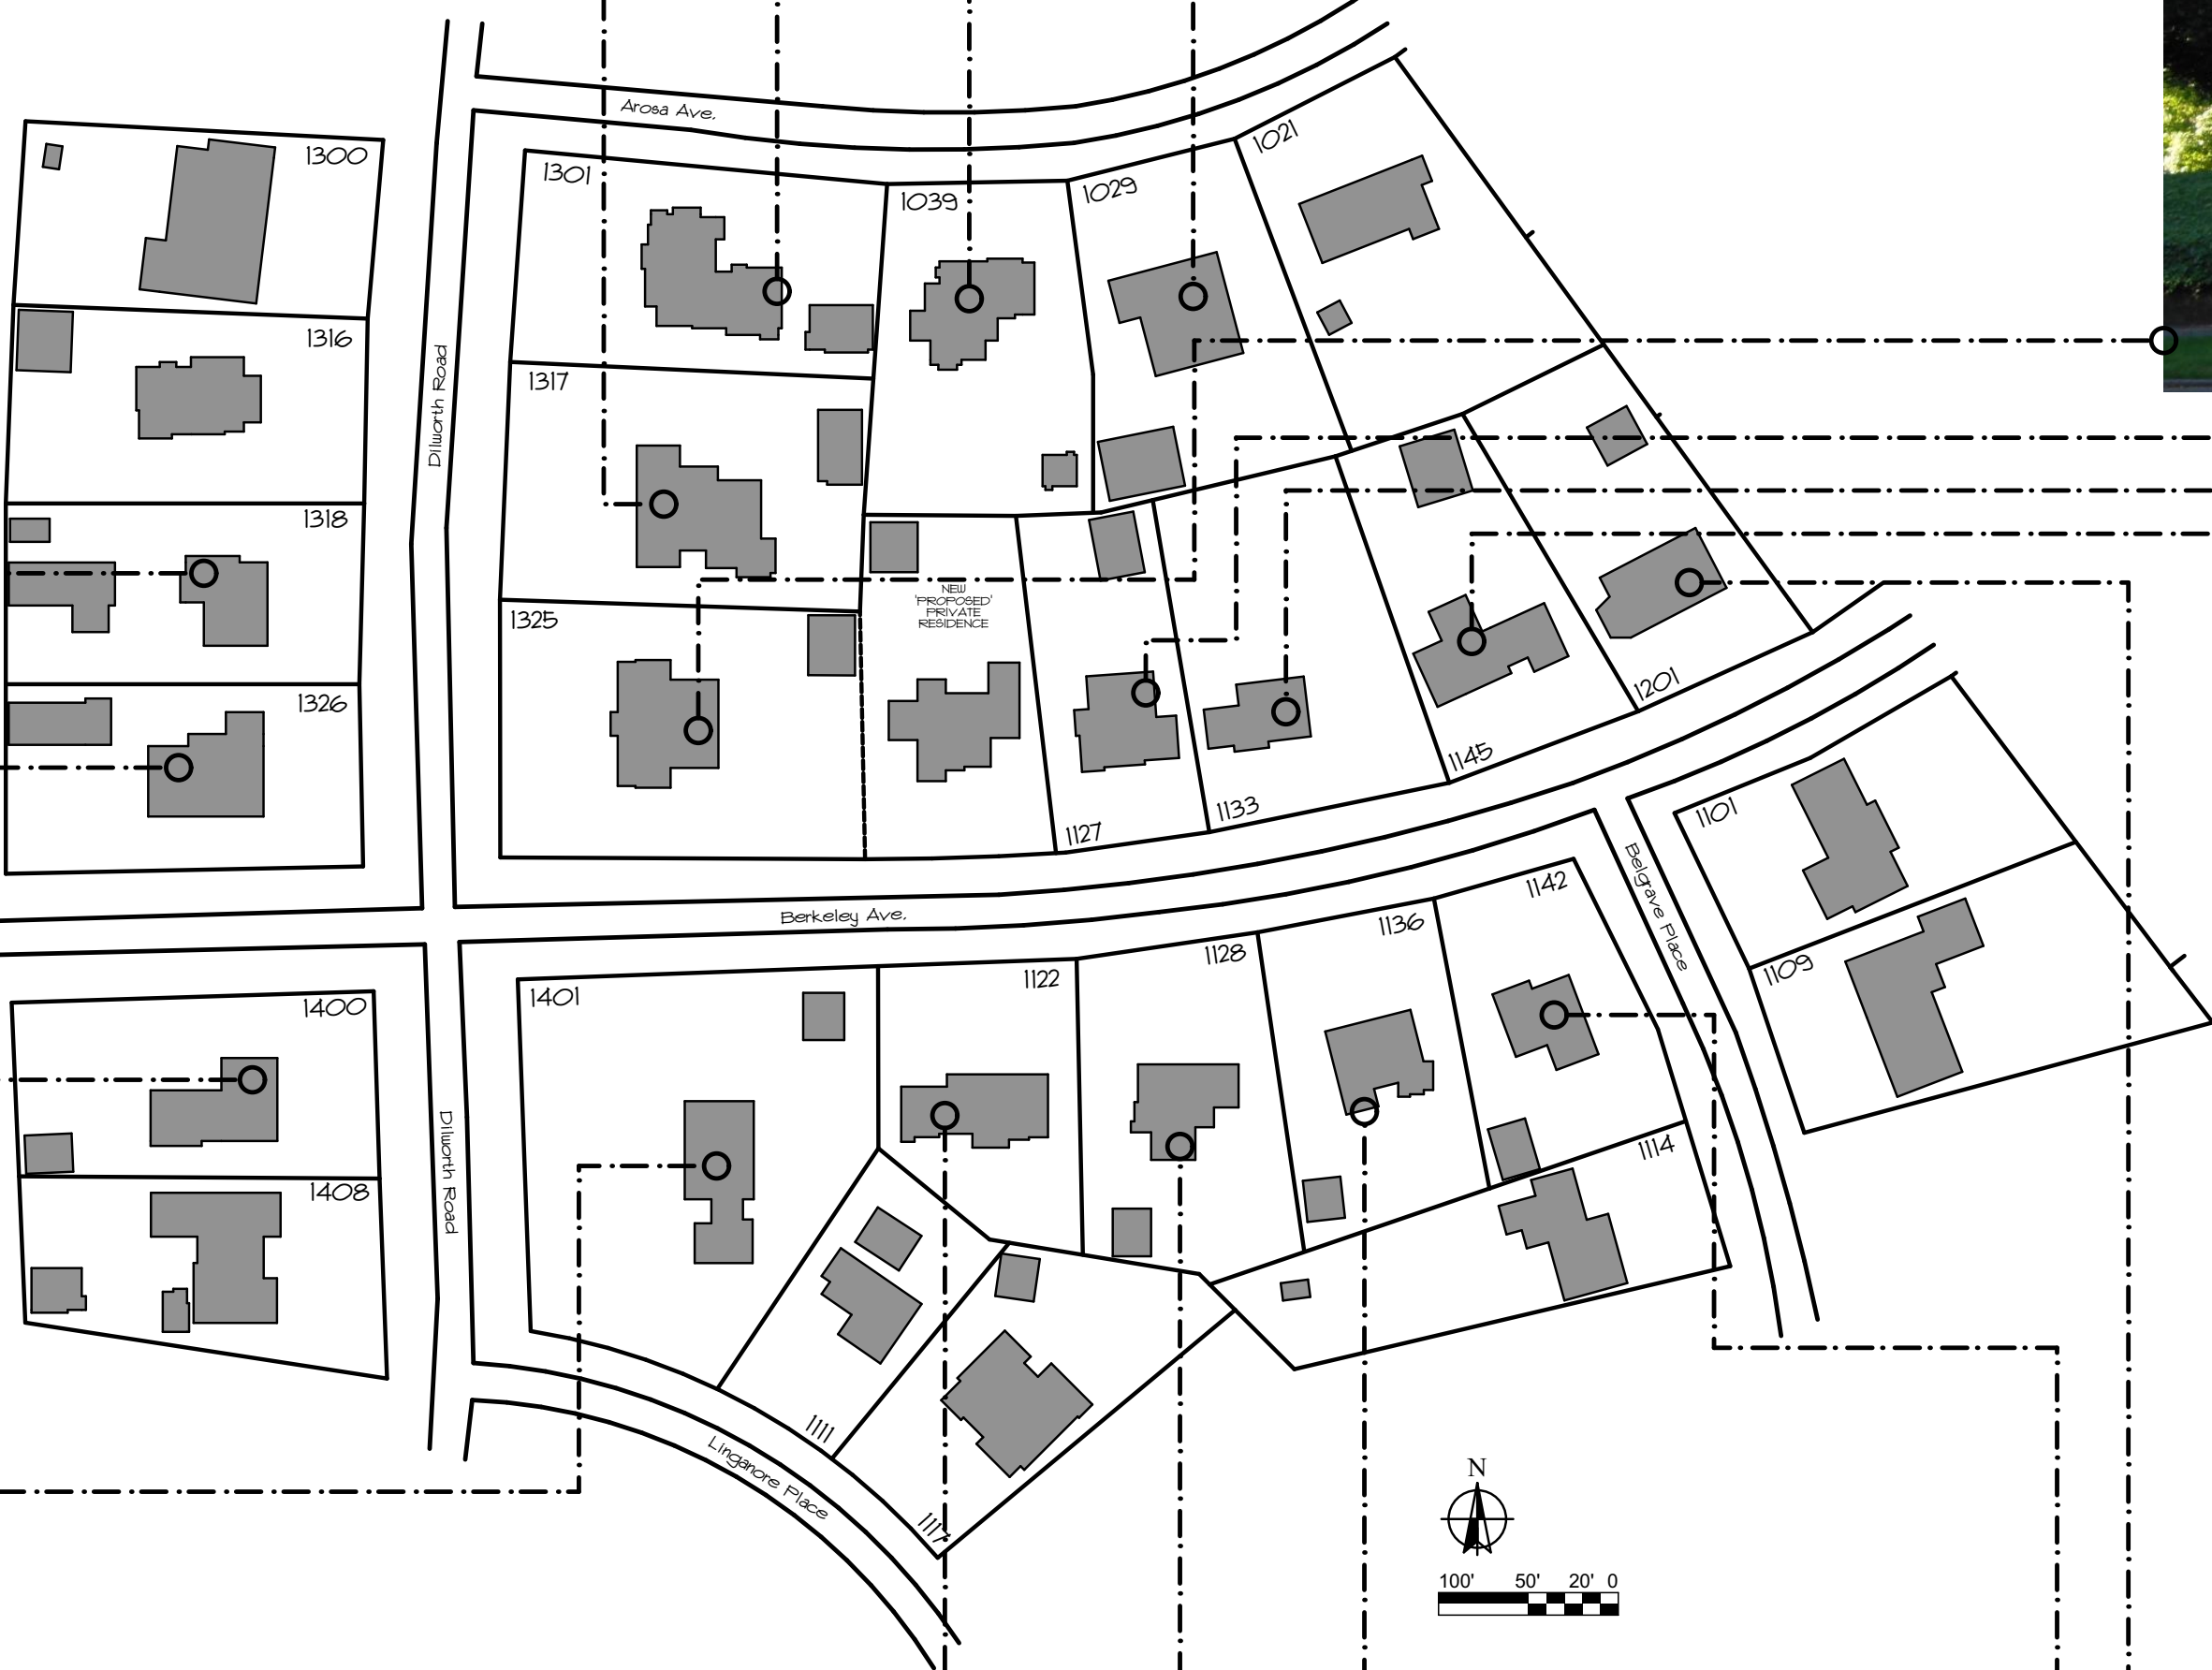 Arosa Ave.
1021
1300
1301
1039
1029
1316
Dilworth Road
1317
1318
NEW
'PROPOSED'
PRIVATE
RESIDENCE
1325
1326
1201
1145
1133
1127
1101
Belgrave Place
1142
Berkeley Ave.
1136
1128
1122
1109
1401
1400
Dilworth Road
1114
1408
1111
Linganore Place
1117
N
100' 50' 20' 0